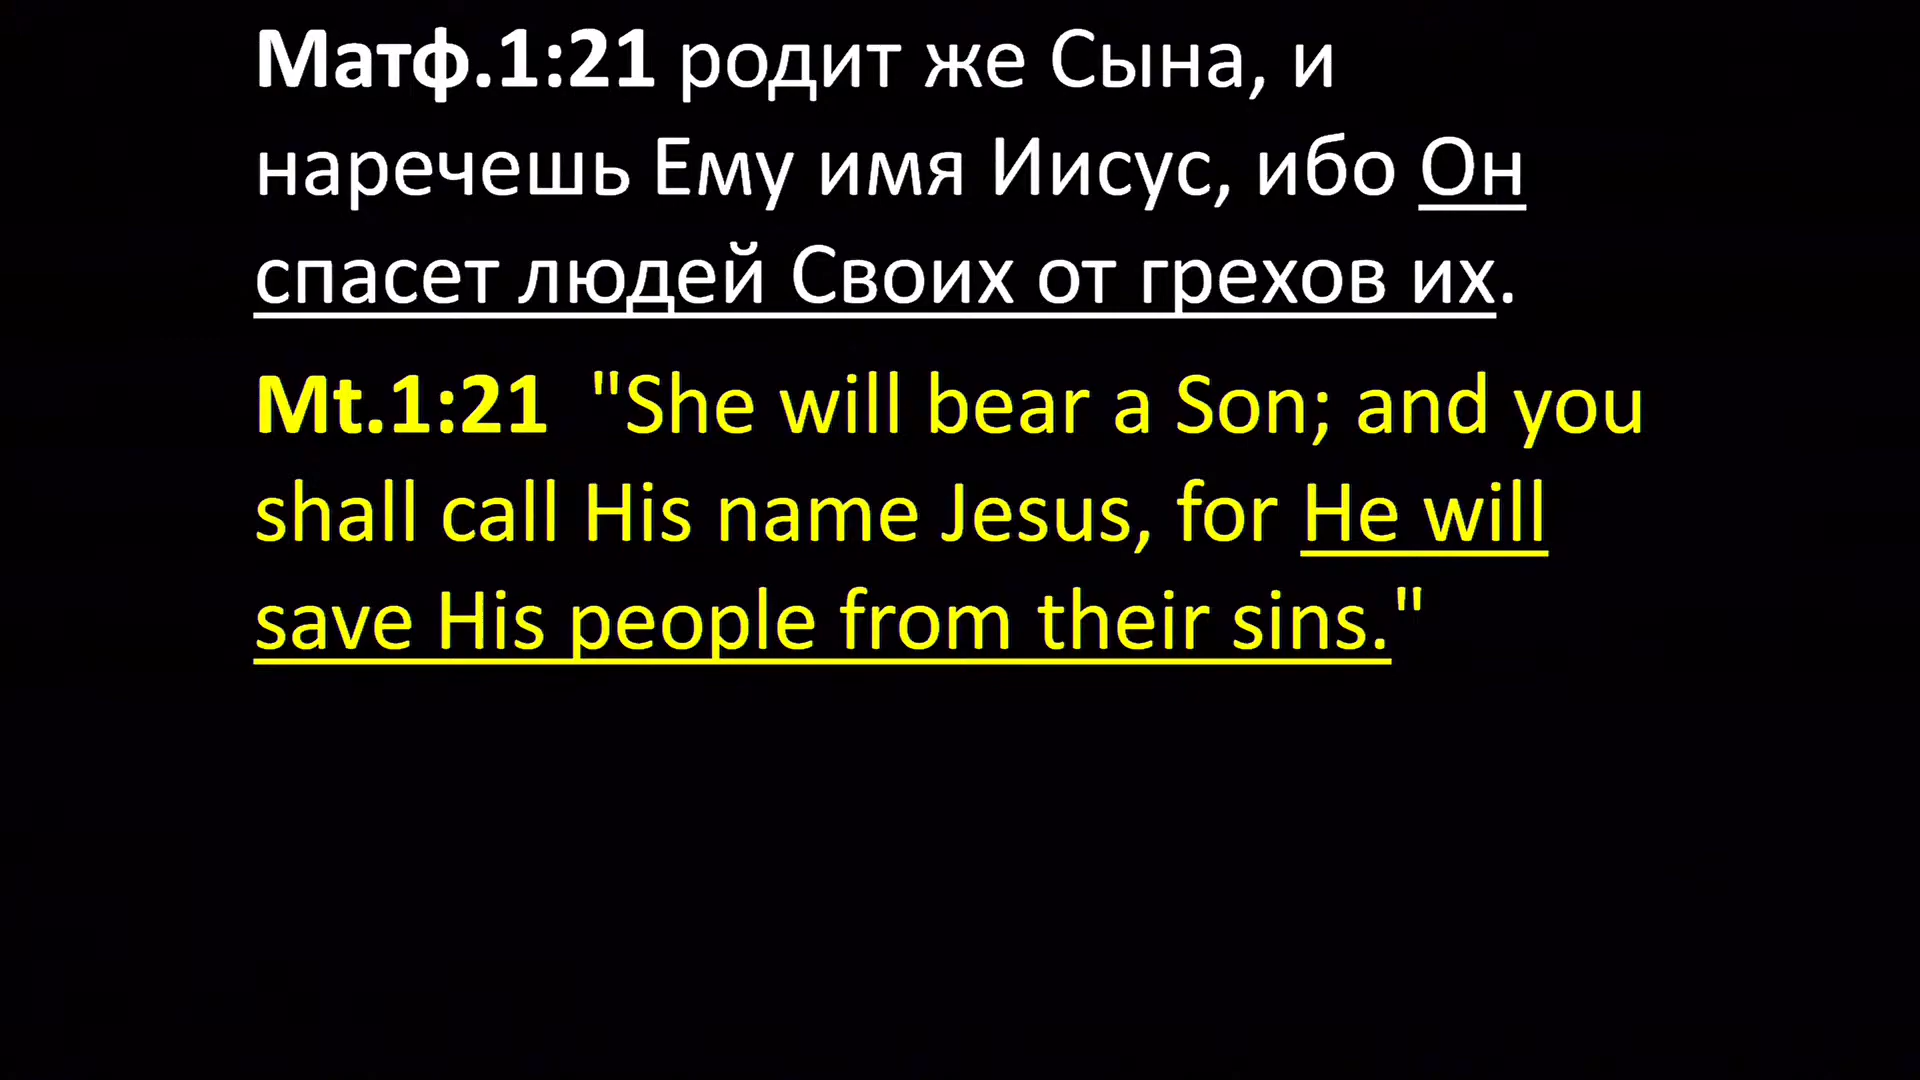 Матф.1:21 родит же Сына, и
наречешь Ему имя Иисус, ибо Он
спасет людей Своих от грехов их.
Mt.1:21  "She will bear a Son; and you
shall call His name Jesus, for He will
save His people from their sins."